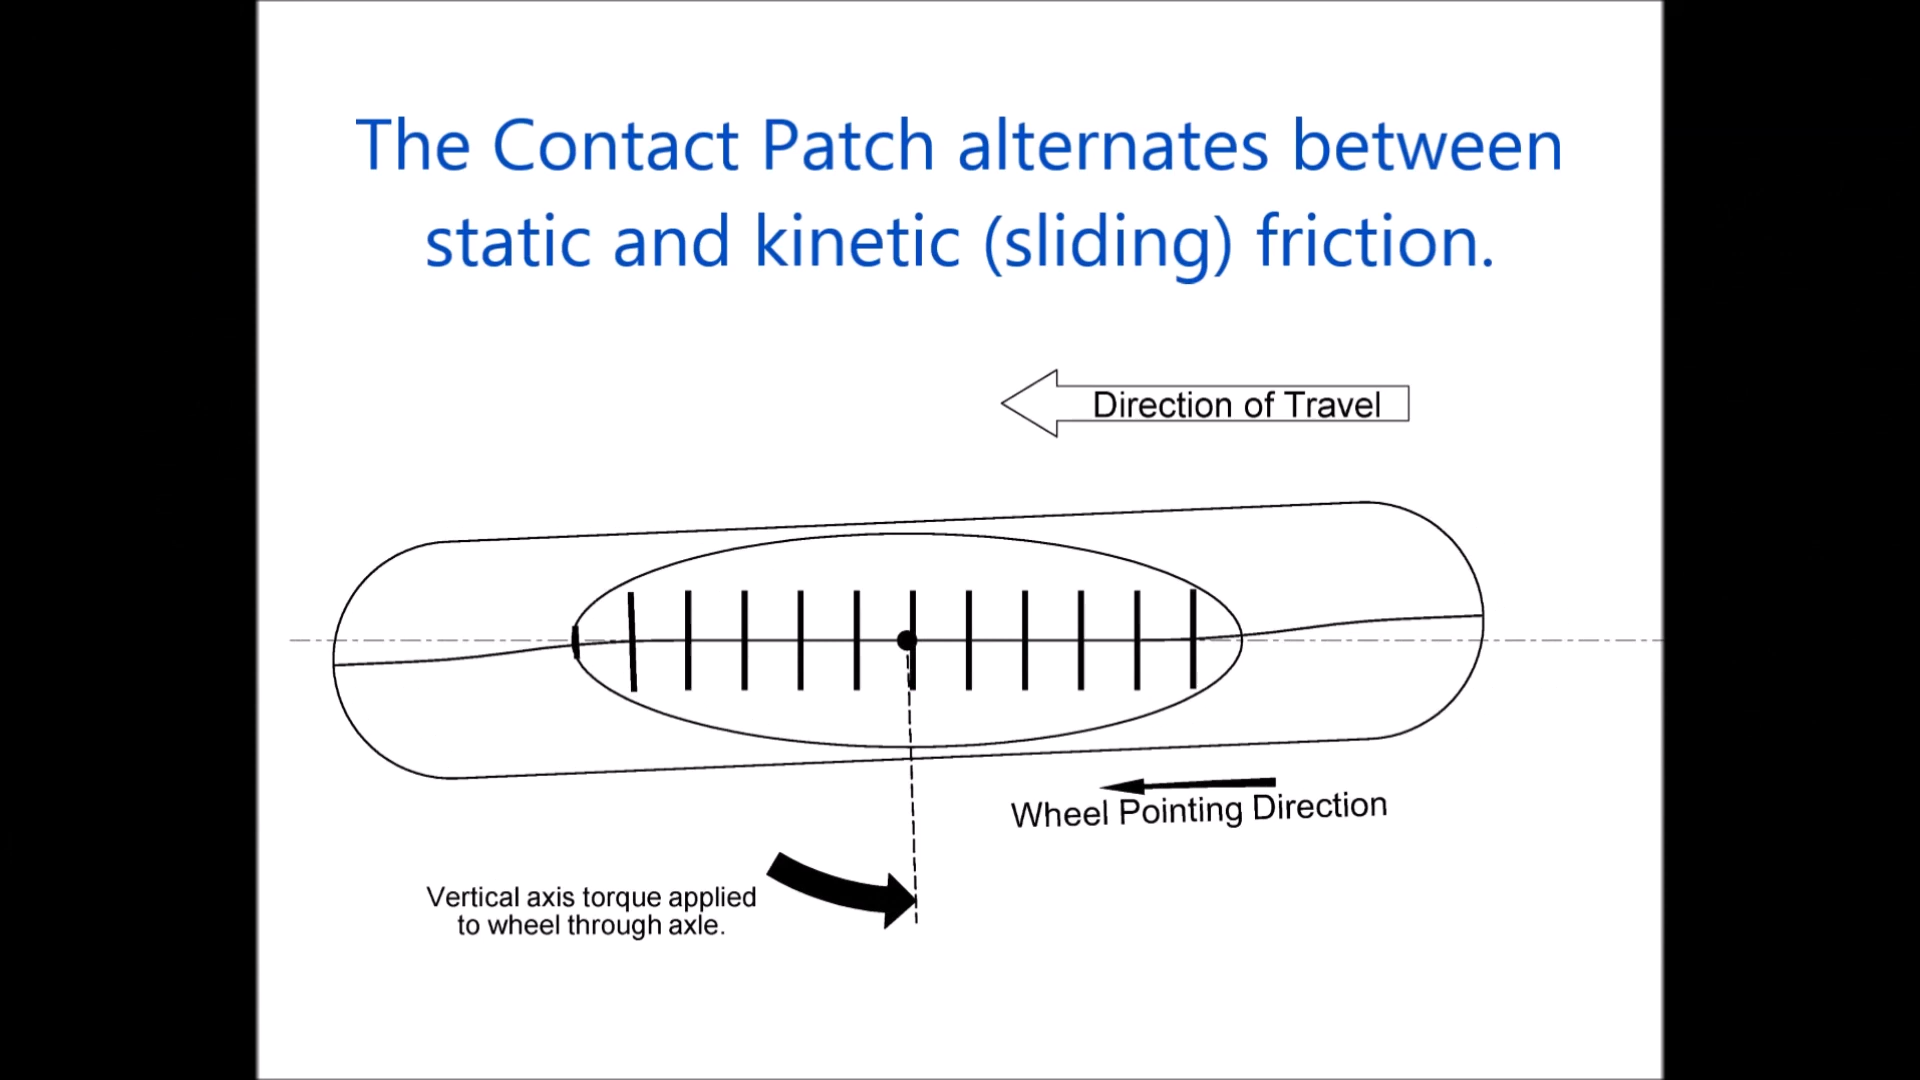 The Contact Patch alternates between
static and kinetic (sliding) friction.
Direction of Travel
Wheel Pointing Direction
Vertical axis torque applied
to wheel through axle.